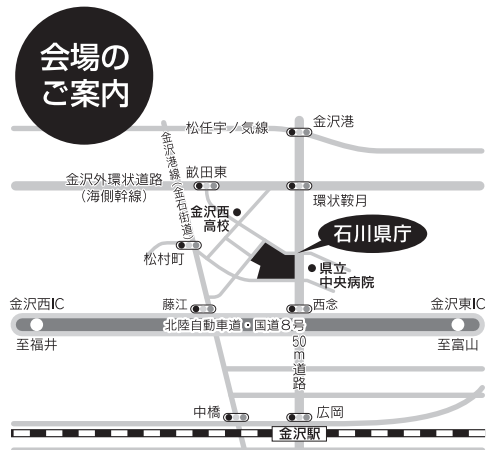 会場の
ご案内
松任宇ノ気線
金沢港
金沢港線(金石街道)
畝田東
金沢外環状道路
(海側幹線)
環状鞍月
金沢西
高校
石川県庁
松村町
県立
中央病院
金沢西IC
藤江
西念
金沢東IC
北陸自動車道・国道8号
至福井
至富山
50m道路
中橋
広岡
金沢駅